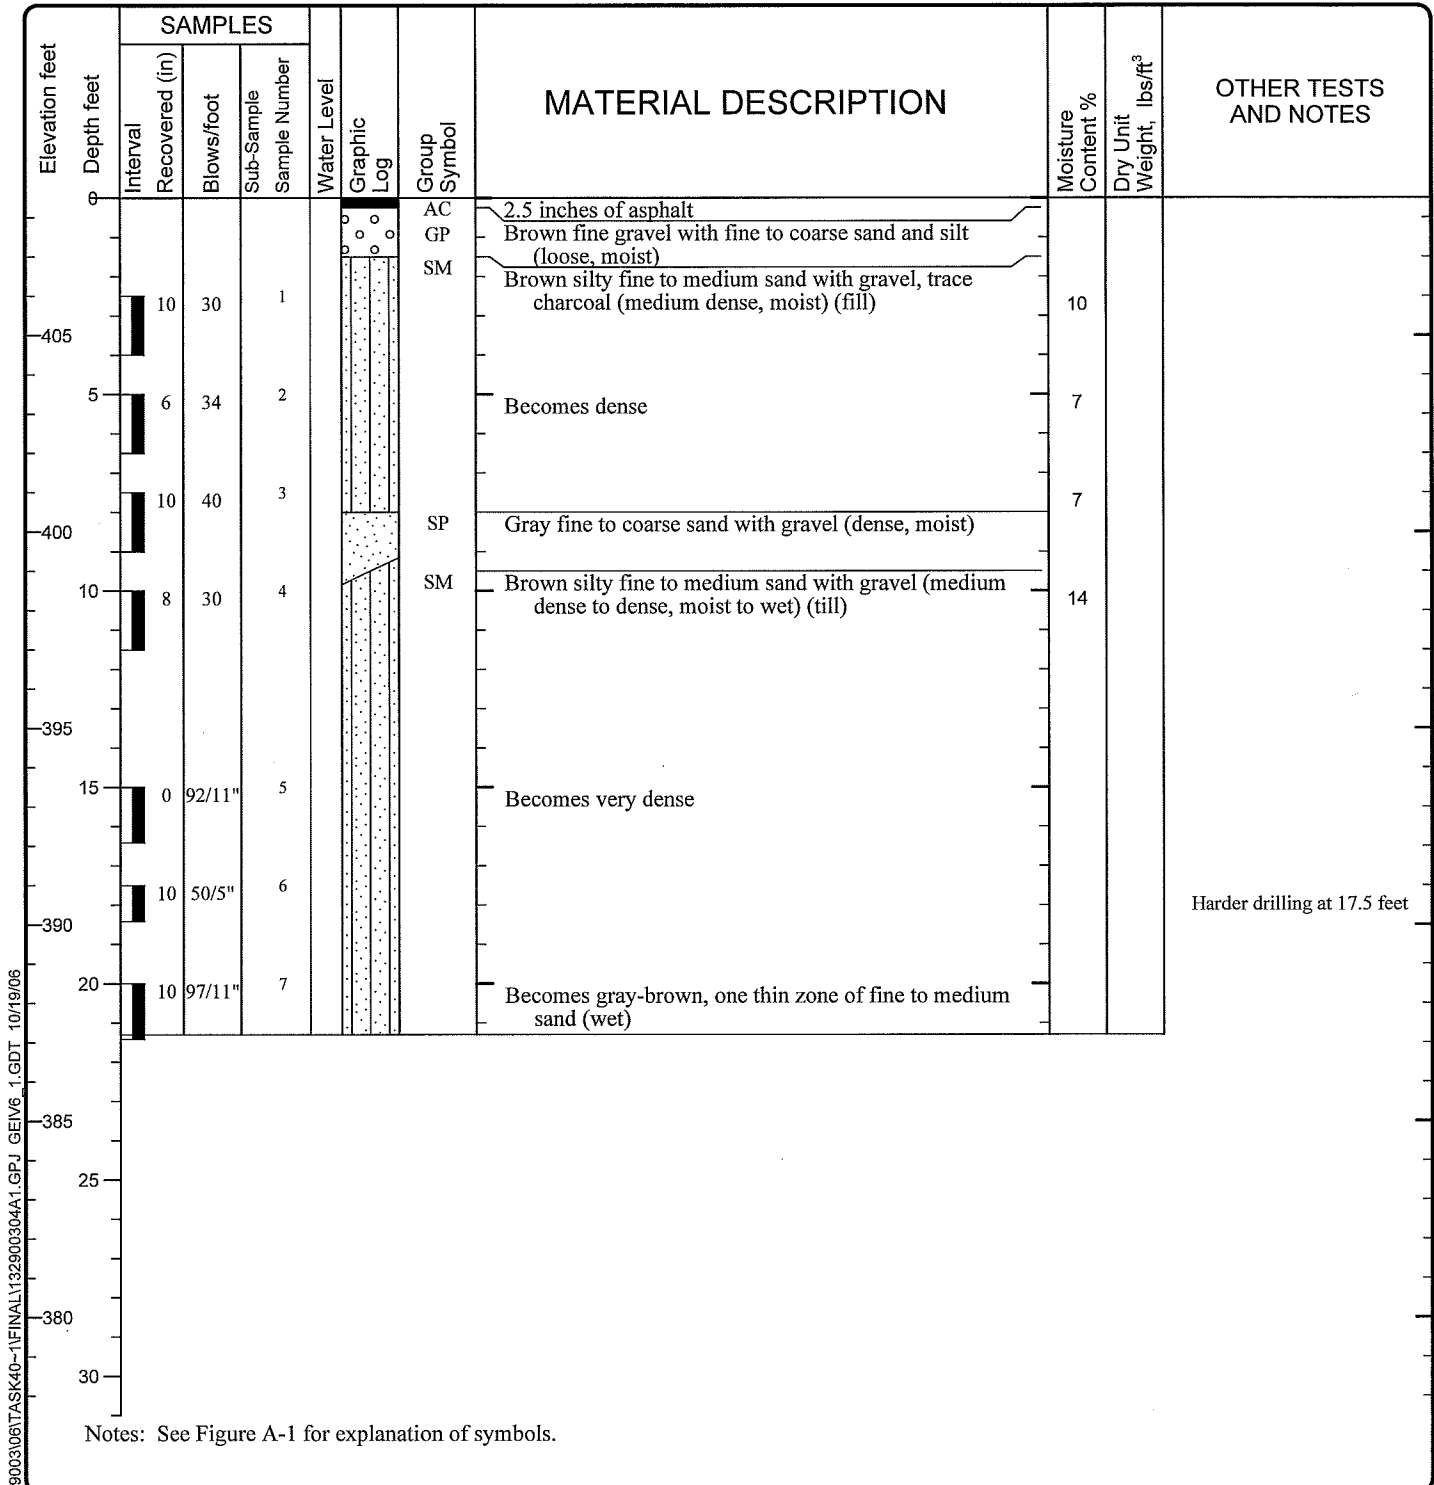 SAMPLES
Elevation feet
Depth feet
Interval
Recovered (in)
Blows/foot
Sub-Sample
Sample Number
Water Level
Graphic
Log
Group
Symbol
MATERIAL DESCRIPTION
Moisture
Content %
Dry Unit
Weight, lbs/ft³
OTHER TESTS
AND NOTES
0
AC 2.5 inches of asphalt
GP Brown fine gravel with fine to coarse sand and silt
(loose, moist)
SM Brown silty fine to medium sand with gravel, trace
10 30 1 charcoal (medium dense, moist) (fill) 10
405
5 6 34 2 Becomes dense 7
10 40 3 7
400 SP Gray fine to coarse sand with gravel (dense, moist)
10 8 30 4 SM Brown silty fine to medium sand with gravel (medium 14
dense to dense, moist to wet) (till)
395
15 0 92/11" 5 Becomes very dense
10 50/5" 6 Harder drilling at 17.5 feet
390
20 10 97/11" 7 Becomes gray-brown, one thin zone of fine to medium
sand (wet)
385
25
380
30
Notes: See Figure A-1 for explanation of symbols.
9003\06\TASK40~1\FINAL\132900304A1.GPJ GEIV6_1.GDT 10/19/06